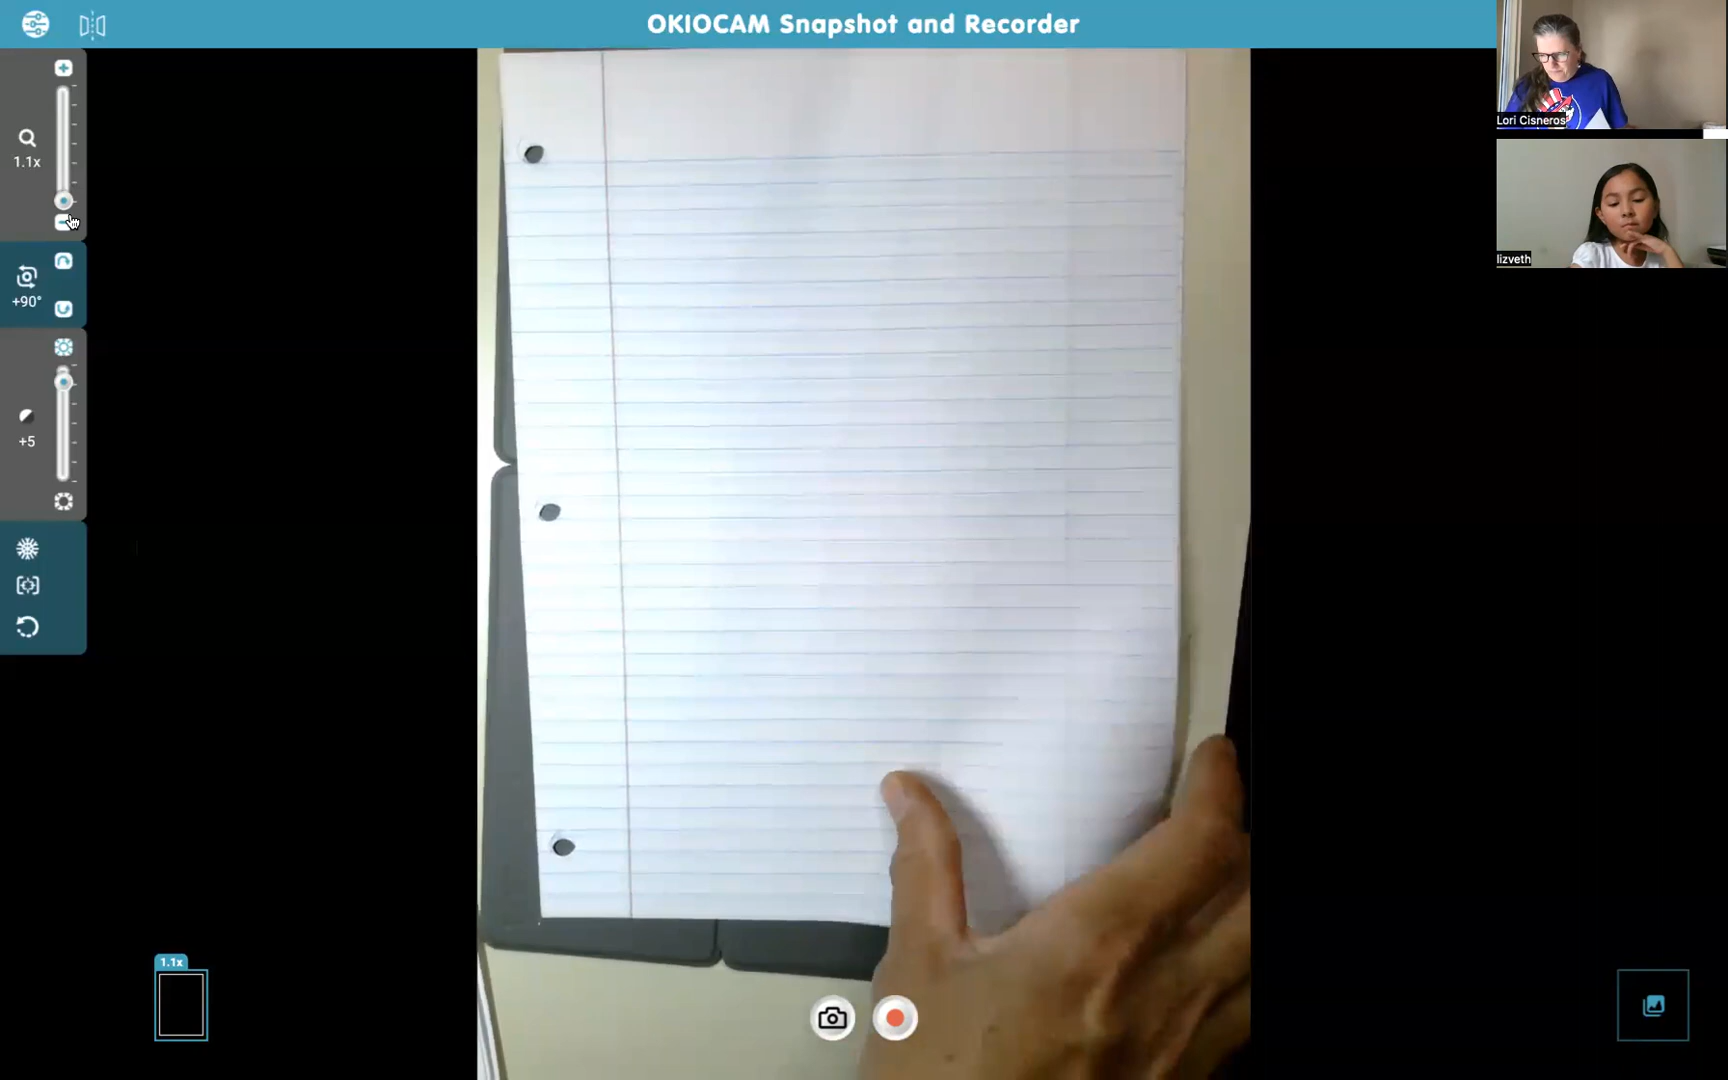 OKIOCAM Snapshot and Recorder
Lori Cisneros
1.1x
lizveth
+90°
+5
1.1x